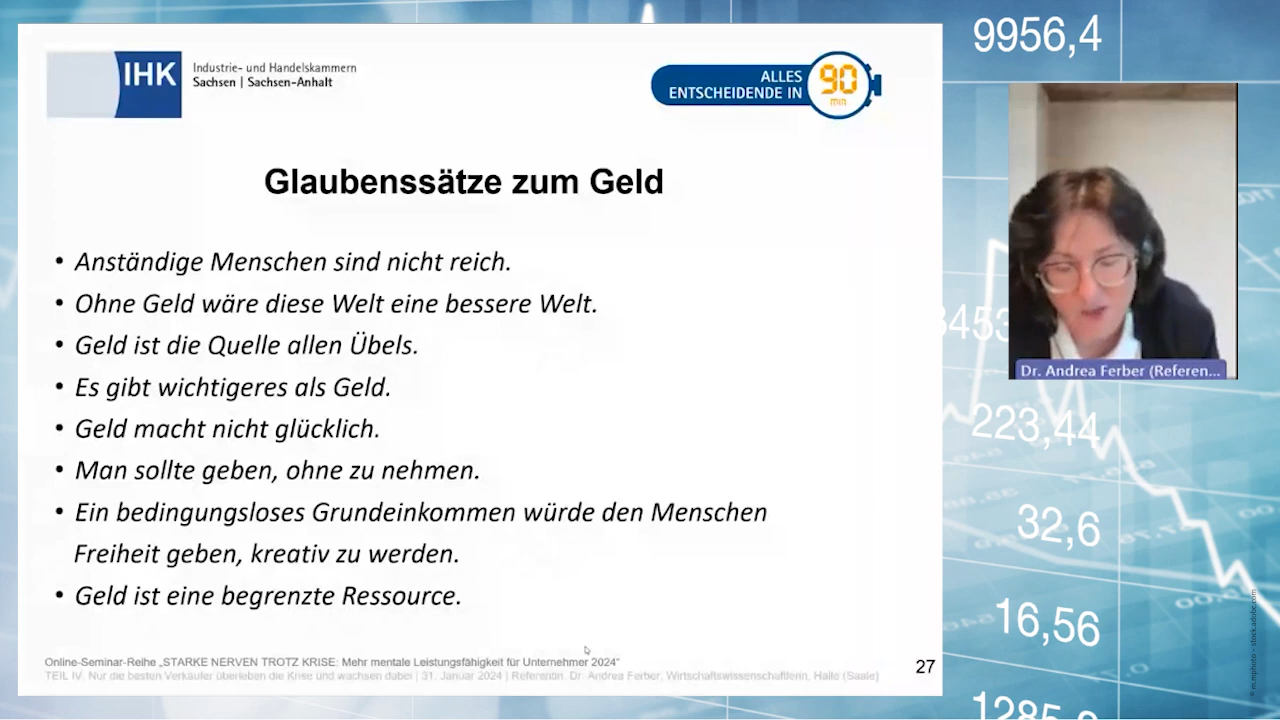 IHK
Industrie- und Handelskammern
Sachsen | Sachsen-Anhalt
ALLES
ENTSCHEIDENDE IN
90
min
Glaubenssätze zum Geld
• Anständige Menschen sind nicht reich.
• Ohne Geld wäre diese Welt eine bessere Welt.
• Geld ist die Quelle allen Übels.
• Es gibt wichtigeres als Geld.
• Geld macht nicht glücklich.
• Man sollte geben, ohne zu nehmen.
• Ein bedingungsloses Grundeinkommen würde den Menschen
Freiheit geben, kreativ zu werden.
• Geld ist eine begrenzte Ressource.
Online-Seminar-Reihe „STARKE NERVEN TROTZ KRISE: Mehr mentale Leistungsfähigkeit für Unternehmer 2024“
TEIL IV. Nur die besten Verkäufer überleben die Krise und wachsen dabei | 31. Januar 2024 | Referentin: Dr. Andrea Ferber, Wirtschaftswissenschaftlerin, Halle (Saale)
27
9956,4
Dr. Andrea Ferber (Referen...
223,44
32,6
16,56
© m.mphoto - stock.adobe.com